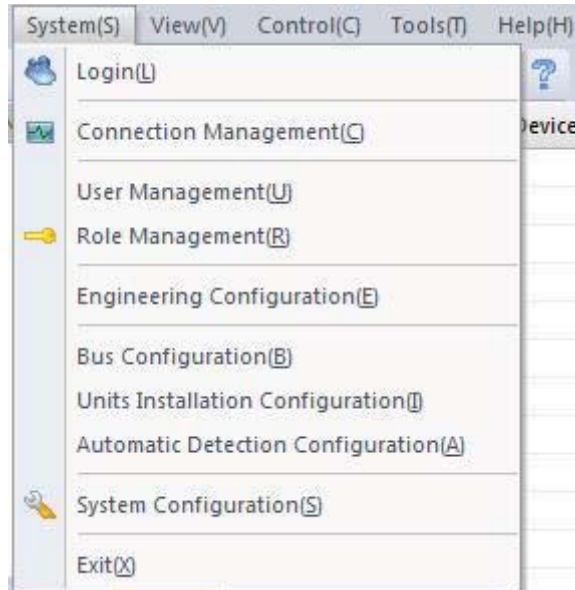 System(S) View(V) Control(C) Tools(T) Help(H)
Login(L)
evice
Connection Management(C)
User Management(U)
Role Management(R)
Engineering Configuration(E)
Bus Configuration(B)
Units Installation Configuration(I)
Automatic Detection Configuration(A)
System Configuration(S)
Exit(X)